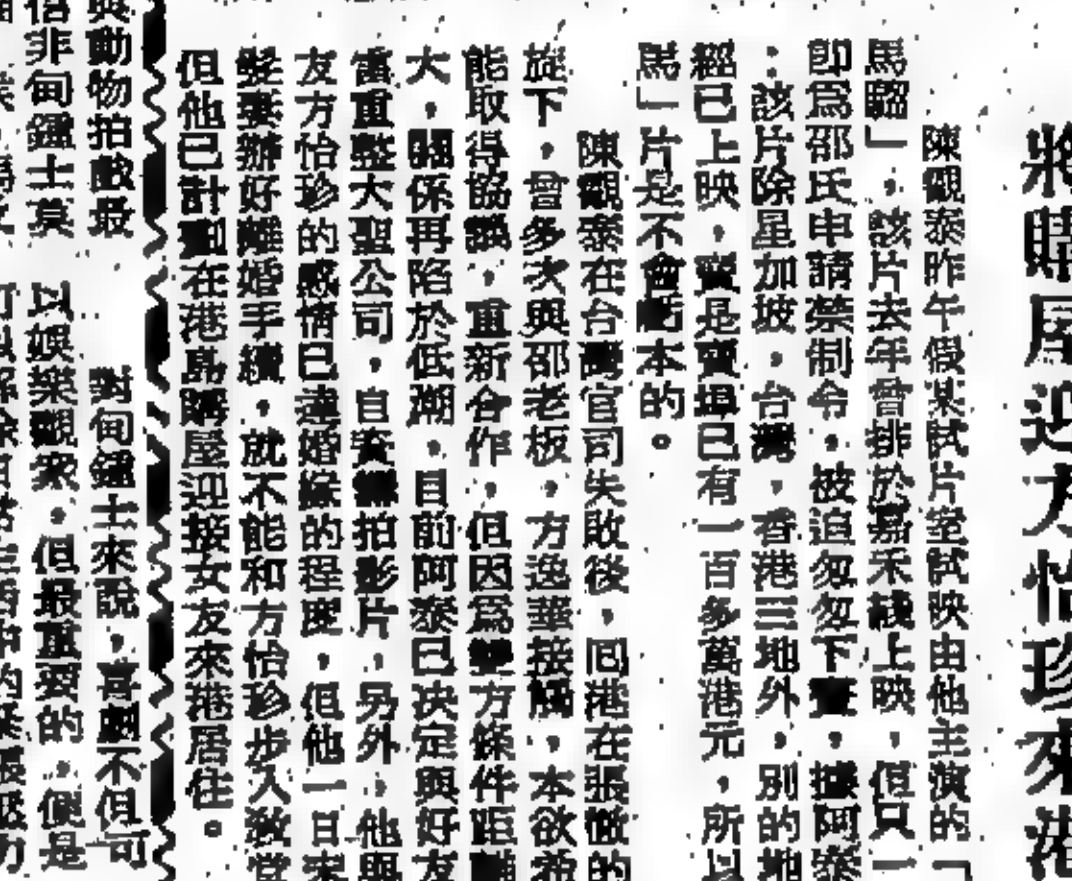 將購屋迎方怡珍來港
陳觀泰昨午假某試片室試映由他主演的「
馬騮」，該片去年曾排於嘉禾綫上映，但只一
即爲邵氏申請禁制令，被迫匆匆下畫，據阿泰
：該片除星加坡，台灣，香港三地外，別的地
經已上映，實是寶埠已有一百多萬港元，所以
馬」片是不會虧本的。
陳觀泰在台灣官司失敗後，回港在張徹的
旋下，曾多次與邵老板，方逸華接觸，本欲希
能取得協議，重新合作，但因爲雙方條件距離
大，關係再陷於低潮，目前阿泰已決定與好友
雷重整大聖公司，自資攝拍影片，另外，他與
友方怡珍的感情已達婚嫁的程度，但他一日未
髮妻辦好離婚手續，就不能和方怡珍步入敎堂
但他已計劃在港島購屋迎接女友來港居住。
與動物拍戲最
對甸鐘士來說，喜劇不但可
倍非甸鐘士莫
以娛樂觀衆，但最重要的，便是